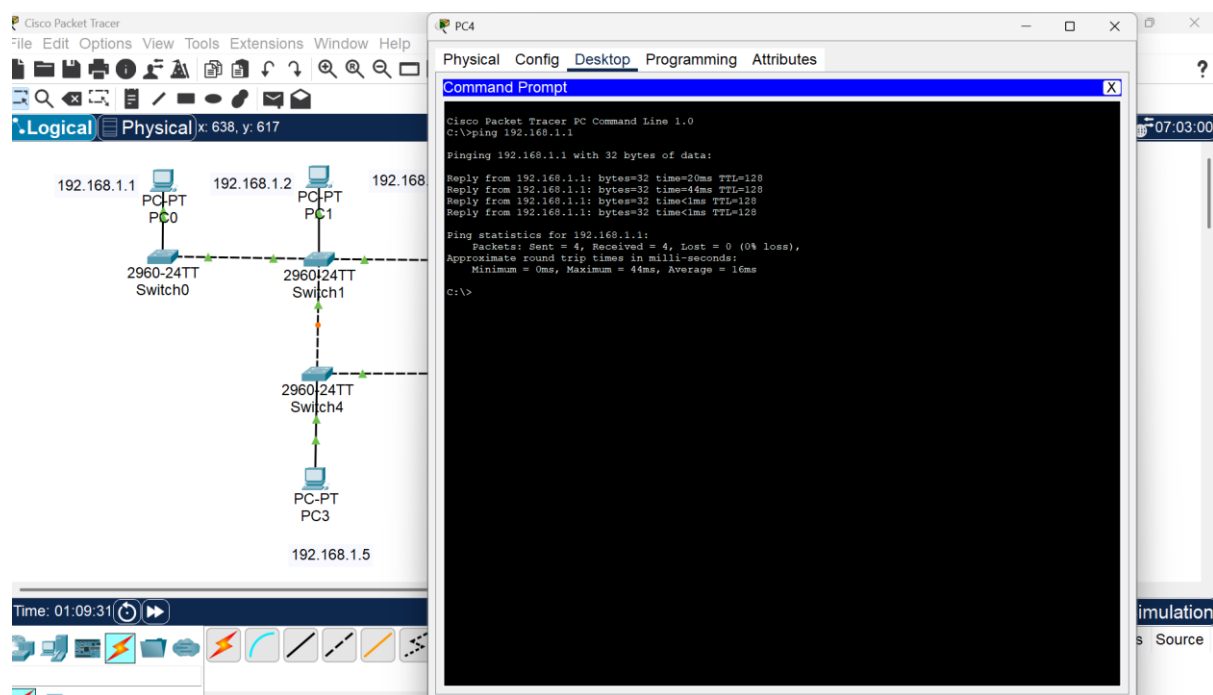 Cisco Packet Tracer
File Edit Options View Tools Extensions Window Help
Logical Physical x: 638, y: 617
07:03:00
192.168.1.1
PC-PT
PC0
192.168.1.2
PC-PT
PC1
192.168.
2960-24TT
Switch0
2960-24TT
Switch1
2960-24TT
Switch4
PC-PT
PC3
192.168.1.5
Time: 01:09:31
imulation
s Source
PC4
Physical Config Desktop Programming Attributes
Command Prompt
X
Cisco Packet Tracer PC Command Line 1.0
C:\>ping 192.168.1.1
Pinging 192.168.1.1 with 32 bytes of data:
Reply from 192.168.1.1: bytes=32 time=20ms TTL=128
Reply from 192.168.1.1: bytes=32 time=44ms TTL=128
Reply from 192.168.1.1: bytes=32 time<1ms TTL=128
Reply from 192.168.1.1: bytes=32 time<1ms TTL=128
Ping statistics for 192.168.1.1:
Packets: Sent = 4, Received = 4, Lost = 0 (0% loss),
Approximate round trip times in milli-seconds:
Minimum = 0ms, Maximum = 44ms, Average = 16ms
C:\>
?